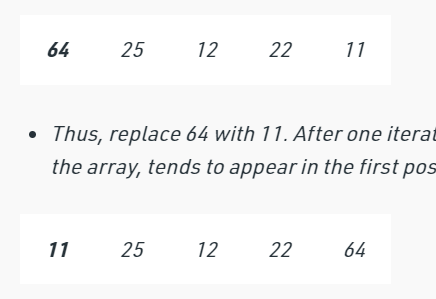 64 25 12 22 11
• Thus, replace 64 with 11. After one iterat
the array, tends to appear in the first pos
11 25 12 22 64